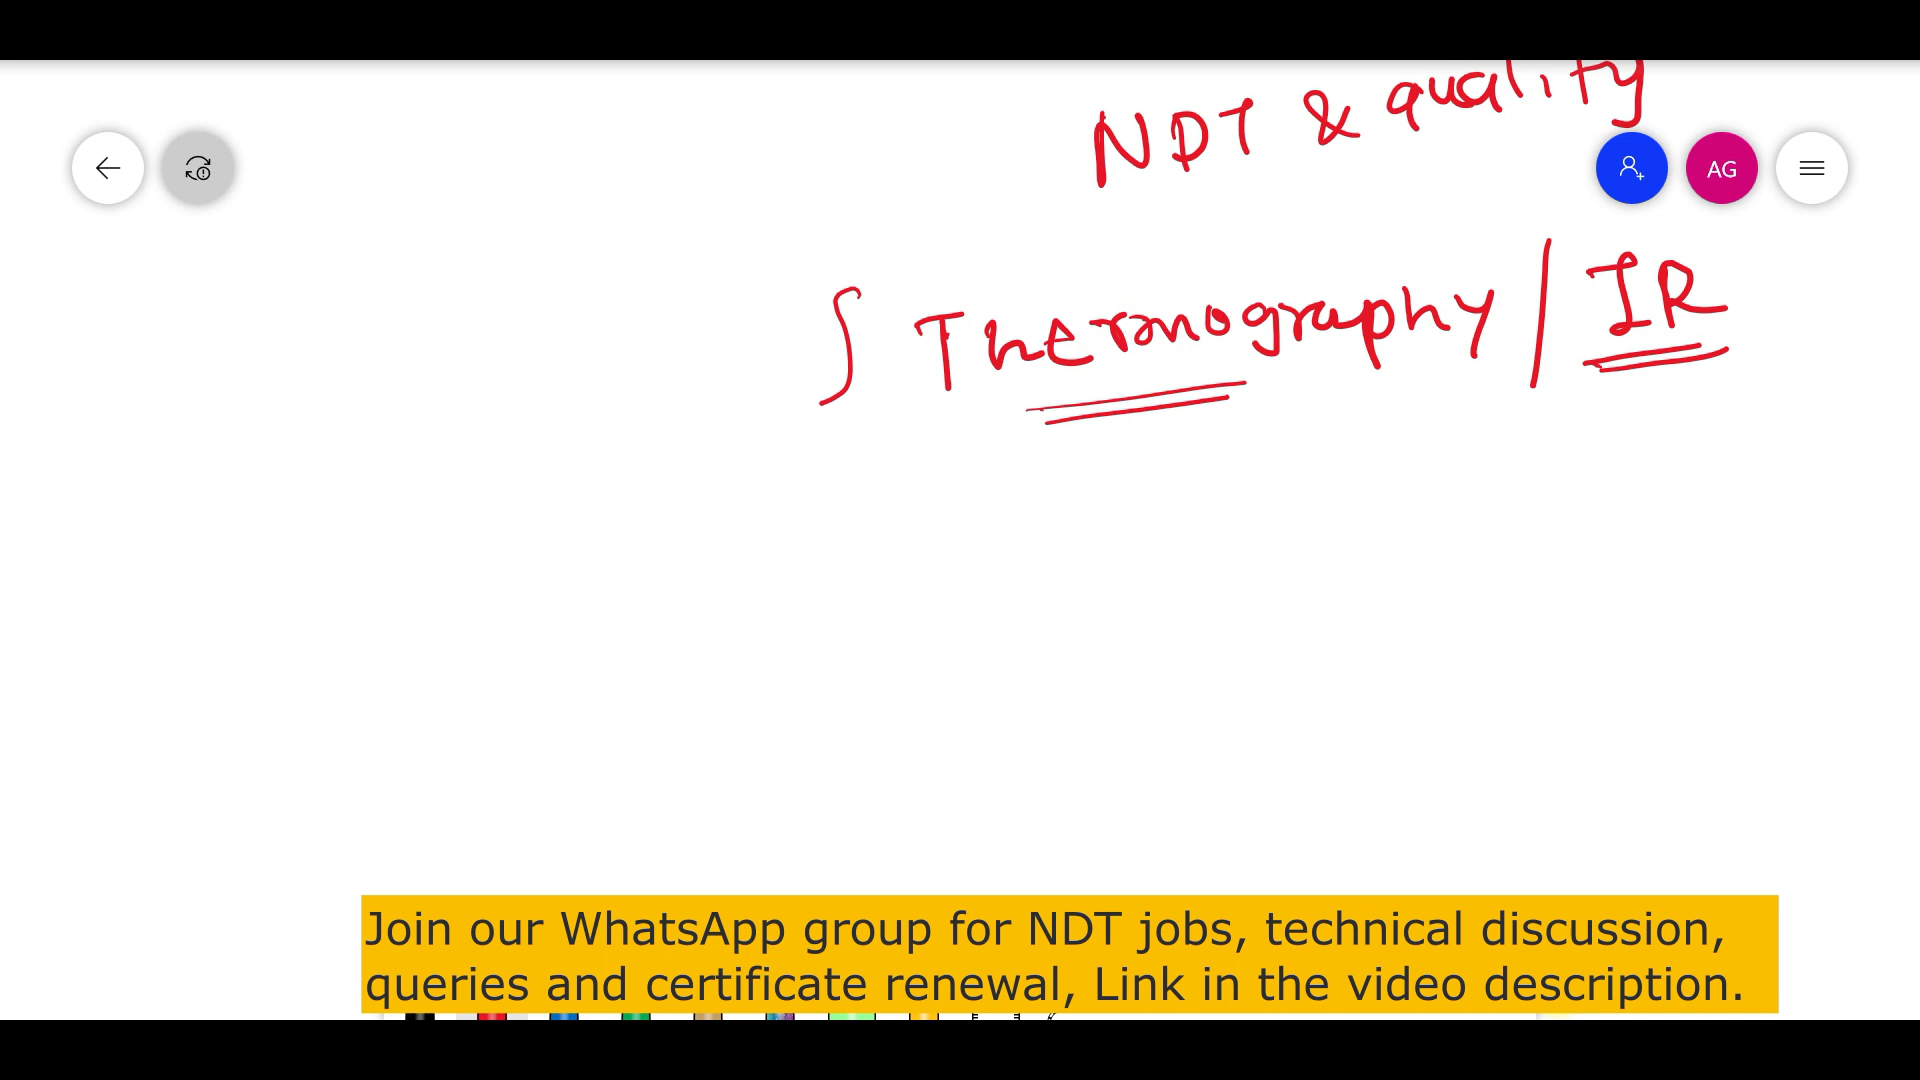 NDT & quality
AG
Thermography / IR
Join our WhatsApp group for NDT jobs, technical discussion,
queries and certificate renewal, Link in the video description.